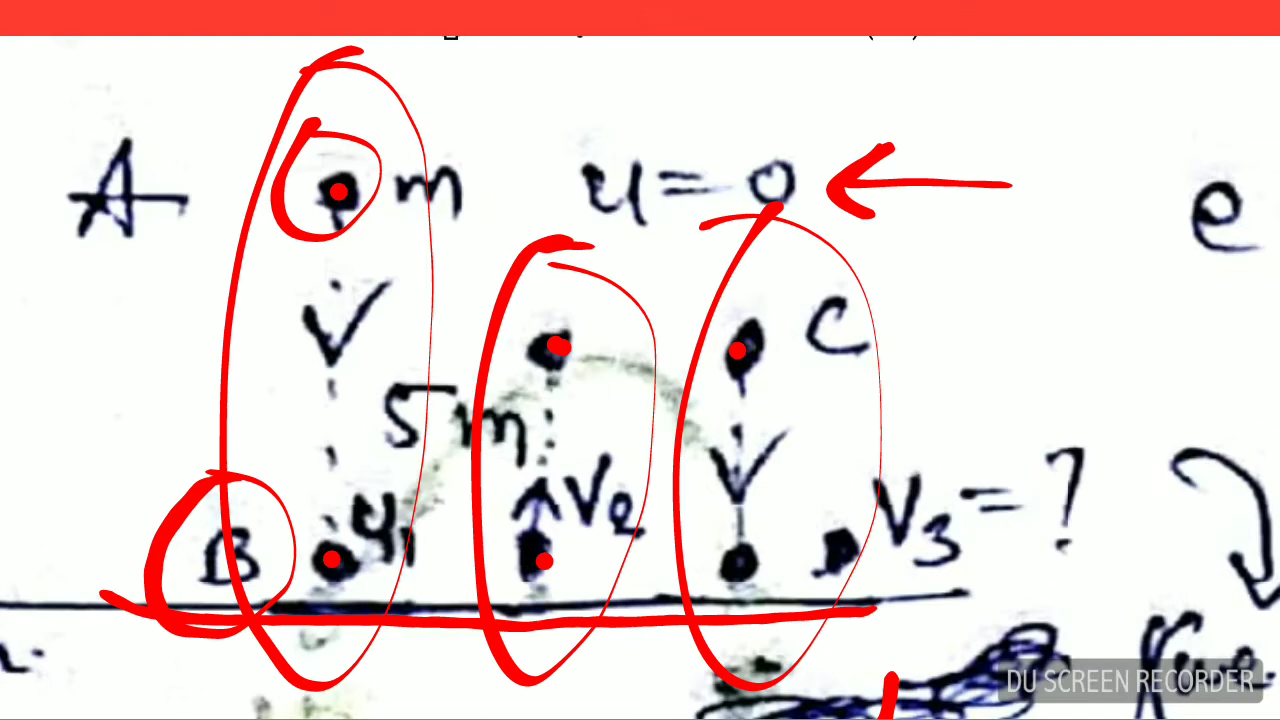 A m u = 0 e
C
5m
B u₁ V₂ D V₃ = ?
DU SCREEN RECORDER